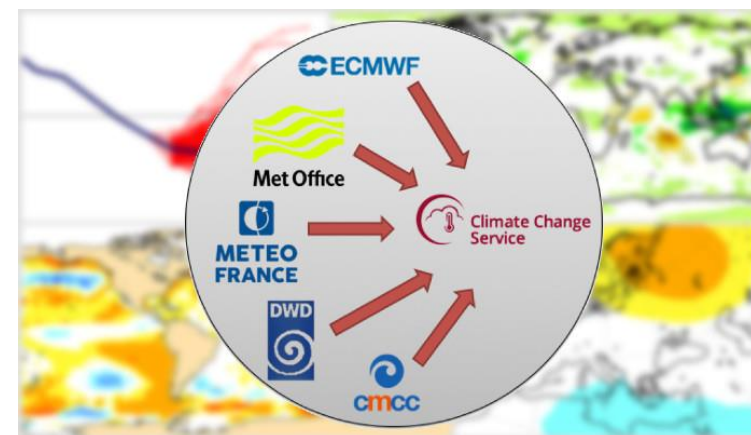 ECMWF
Met Office
METEO
FRANCE
DWD
cmcc
Climate Change
Service